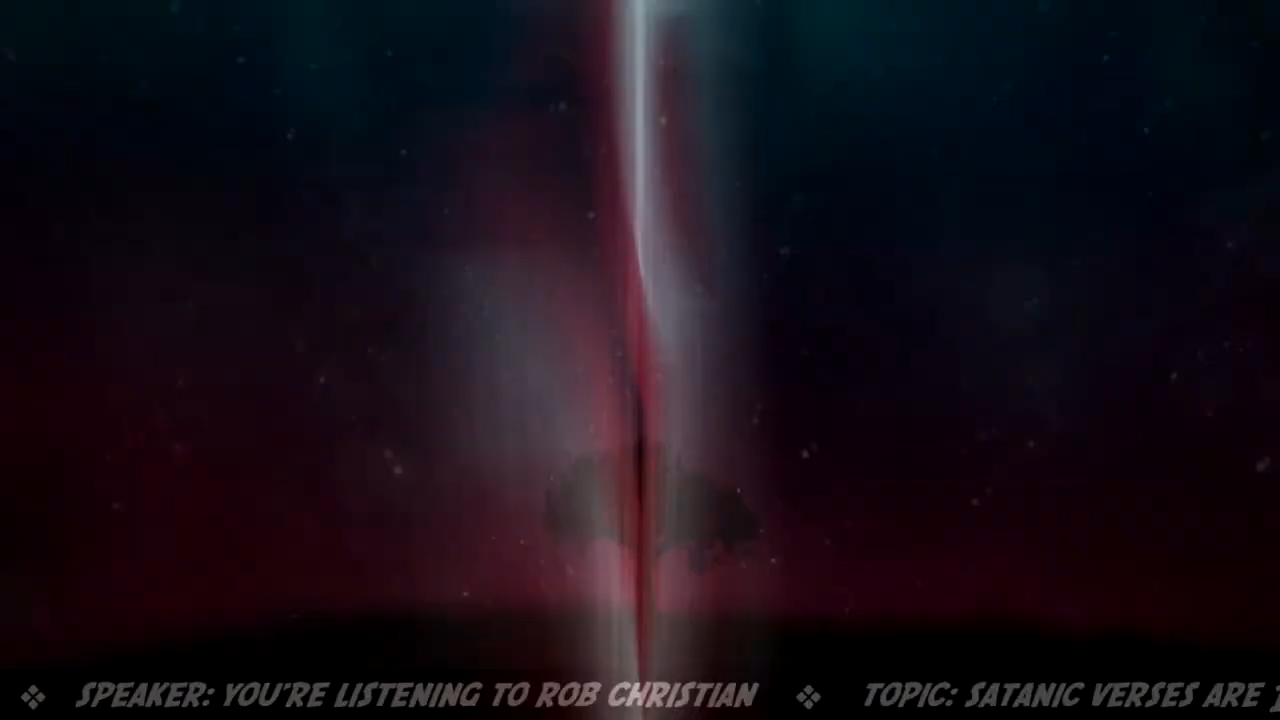 ❖ SPEAKER: YOU'RE LISTENING TO ROB CHRISTIAN ❖ TOPIC: SATANIC VERSES ARE